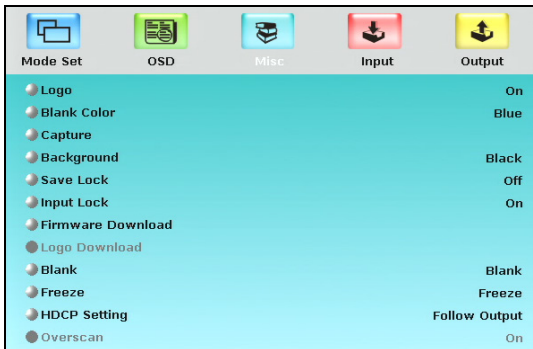 Mode Set OSD Misc Input Output
Logo On
Blank Color Blue
Capture
Background Black
Save Lock Off
Input Lock On
Firmware Download
Logo Download
Blank Blank
Freeze Freeze
HDCP Setting Follow Output
Overscan On